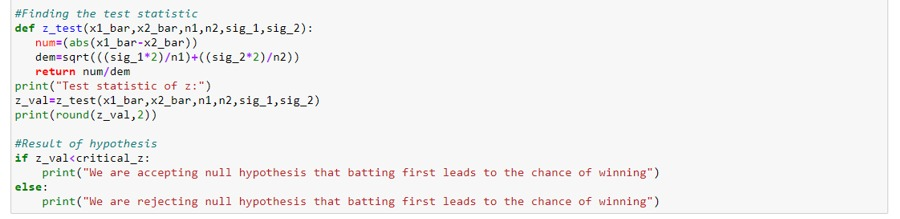 #Finding the test statistic
def z_test(x1_bar,x2_bar,n1,n2,sig_1,sig_2):
num=(abs(x1_bar-x2_bar))
dem=sqrt(((sig_1*2)/n1)+((sig_2*2)/n2))
return num/dem
print("Test statistic of z:")
z_val=z_test(x1_bar,x2_bar,n1,n2,sig_1,sig_2)
print(round(z_val,2))
#Result of hypothesis
if z_val<critical_z:
print("We are accepting null hypothesis that batting first leads to the chance of winning")
else:
print("We are rejecting null hypothesis that batting first leads to the chance of winning")